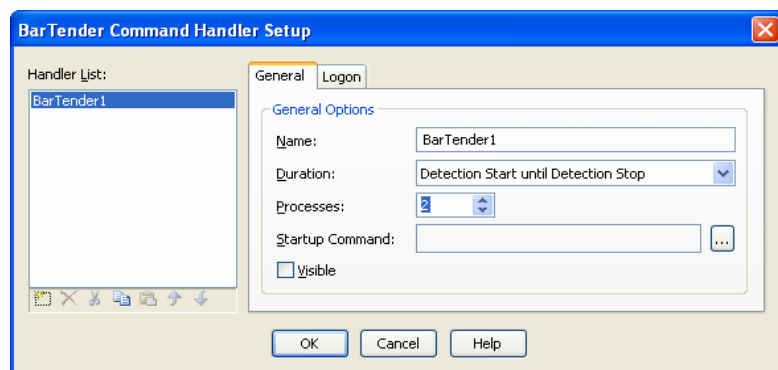 BarTender Command Handler Setup
Handler List:
BarTender1
General Logon
General Options
Name: BarTender1
Duration: Detection Start until Detection Stop
Processes: 2
Startup Command: ...
Visible
OK Cancel Help